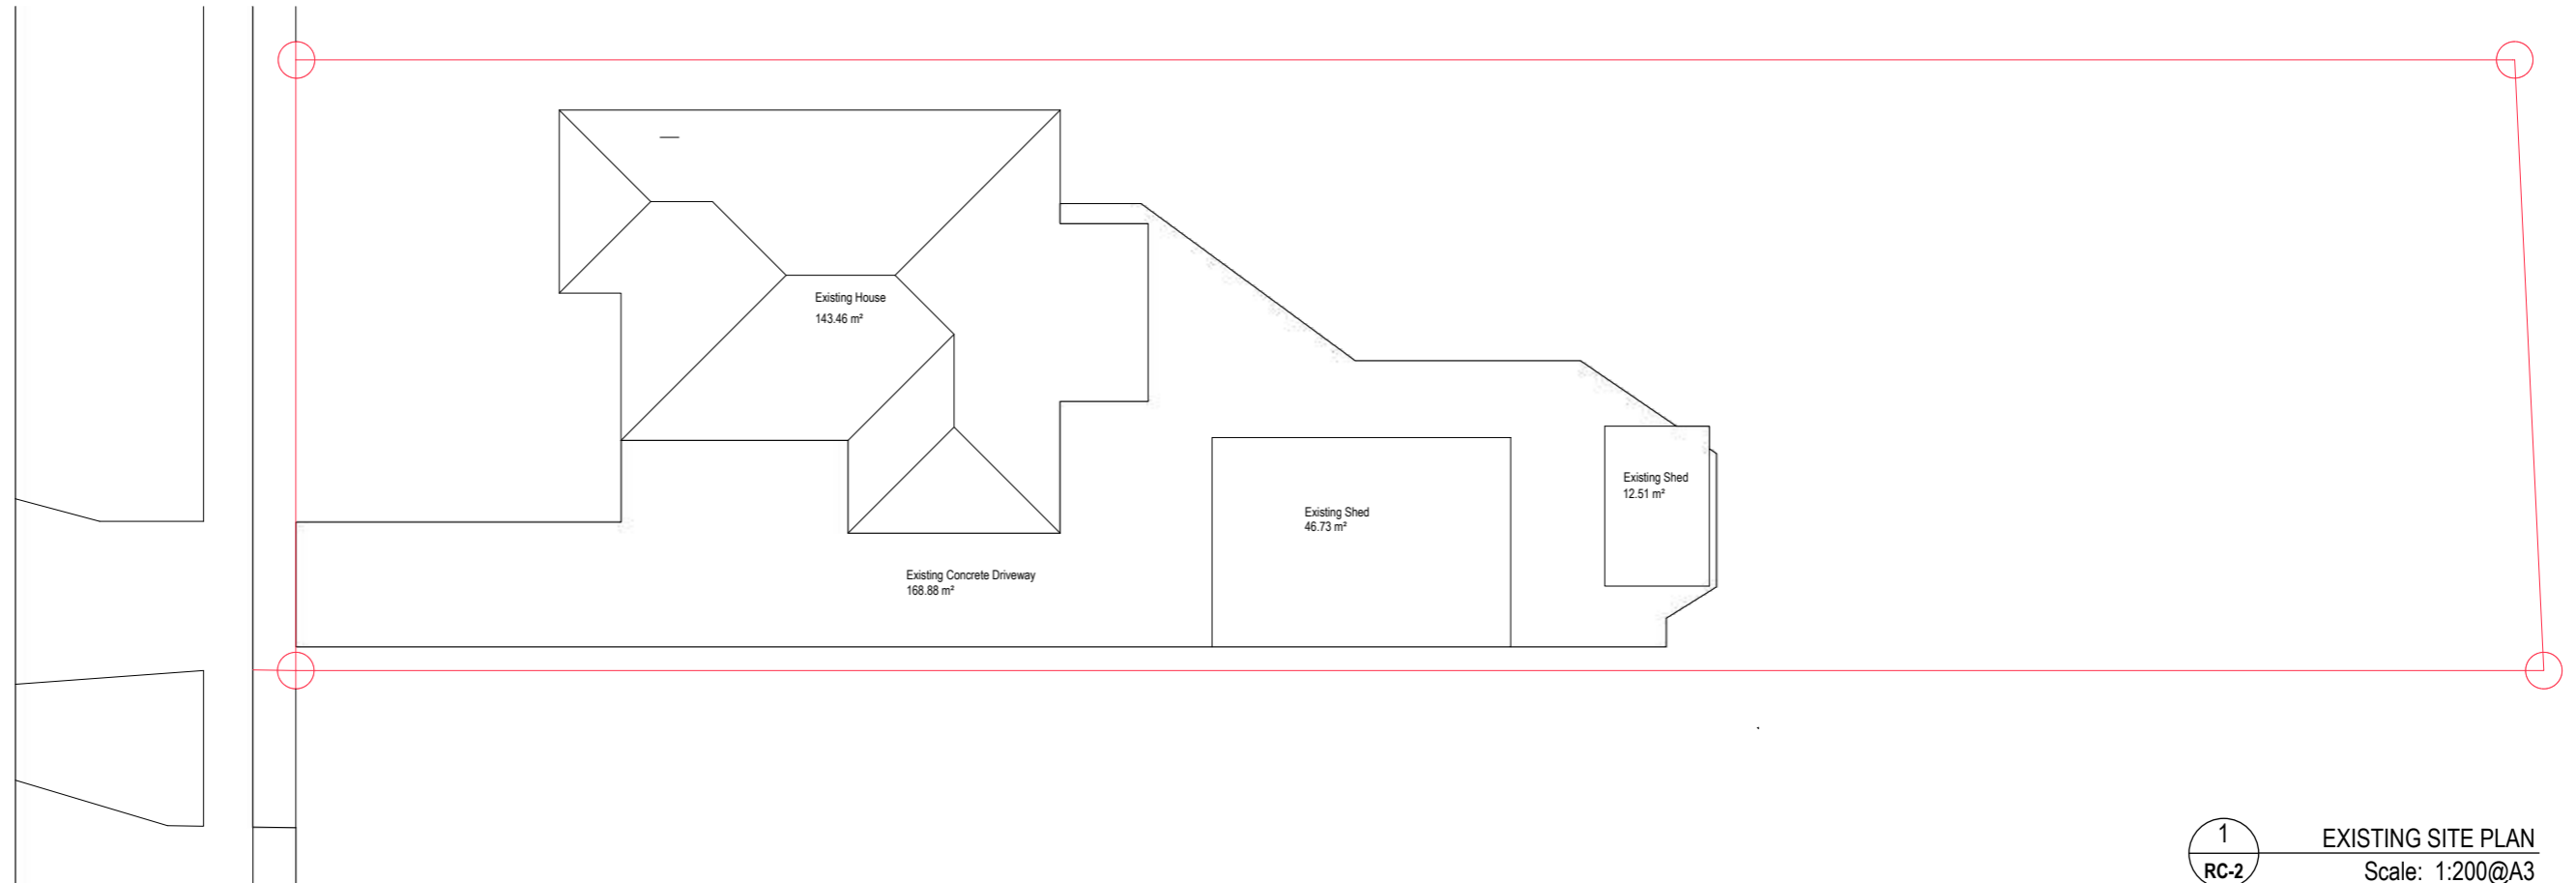 Existing House
143.46 m²
Existing Shed
12.51 m²
Existing Shed
46.73 m²
Existing Concrete Driveway
168.88 m²
1
RC-2
EXISTING SITE PLAN
Scale: 1:200@A3